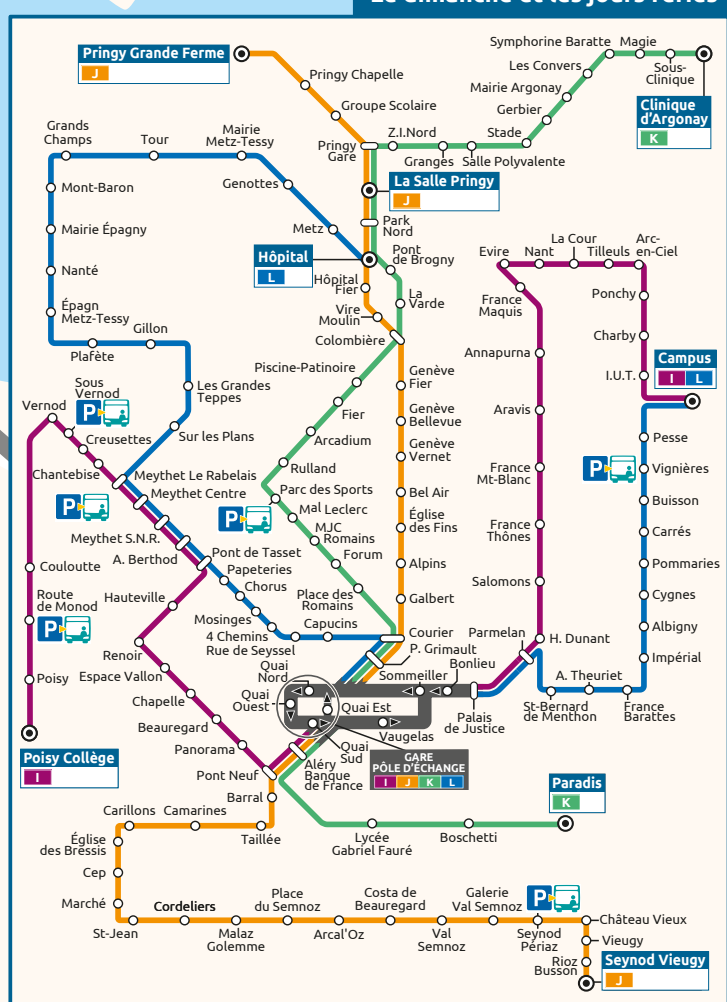 Le dimanche et les jours fériés
Pringy Grande Ferme
J
Pringy Chapelle
Groupe Scolaire
Pringy
Gare
Z.I.Nord
Granges
Salle Polyvalente
Stade
Gerbier
Mairie Argonay
Les Convers
Symphorine Baratte
Magie
Sous-
Clinique
Clinique
d'Argonay
K
La Salle Pringy
J
Park
Nord
Pont
de Brogny
La
Varde
Hôpital
L
Hôpital
Fier
Vire
Moulin
Colombière
Grands
Champs
Tour
Mairie
Metz-Tessy
Genottes
Metz
Mont-Baron
Mairie Épagny
Nanté
Épagn
Metz-Tessy
Plafète
Gillon
Les Grandes
Teppes
Sur les Plans
Sous
Vernod
P
Vernod
Creusettes
Chantebise
Meythet Le Rabelais
Meythet Centre
P
Meythet S.N.R.
A. Berthod
Pont de Tasset
Papeteries
Chorus
Mosinges
4 Chemins
Rue de Seyssel
Capucins
Couloutte
Route
de Monod
P
Poisy
Poisy Collège
I
Hauteville
Renoir
Espace Vallon
Chapelle
Beauregard
Panorama
Pont Neuf
Piscine-Patinoire
Fier
Arcadium
Rulland
Parc des Sports
P
Mal Leclerc
MJC
Romains
Forum
Place des
Romains
Genève
Fier
Genève
Bellevue
Genève
Vernet
Bel Air
Église
des Fins
Alpins
Galbert
Courier
P. Grimault
Evire
Nant
La Cour
Tilleuls
Arc-
en-Ciel
France
Maquis
Ponchy
Charby
I.U.T.
Campus
I L
Annapurna
Aravis
France
Mt-Blanc
France
Thônes
Salomons
H. Dunant
Parmelan
Pesse
P
Vignières
Buisson
Carrés
Pommaries
Cygnes
Albigny
Impérial
A. Theuriet
St-Bernard
de Menthon
France
Barattes
Palais
de Justice
Bonlieu
Sommeiller
Quai
Nord
Quai
Ouest
Quai Est
Quai
Sud
Vaugelas
GARE
PÔLE D'ÉCHANGE
I J K L
Aléry
Banque
de France
Paradis
K
Lycée
Gabriel Fauré
Boschetti
Barral
Taillée
Camarines
Carillons
Église
des Bressis
Cep
Marché
St-Jean
Cordeliers
Malaz
Golemme
Place
du Semnoz
Arcal'Oz
Costa de
Beauregard
Val
Semnoz
Galerie
Val Semnoz
P
Seynod
Périaz
Château Vieux
Vieugy
Rioz
Busson
Seynod Vieugy
J